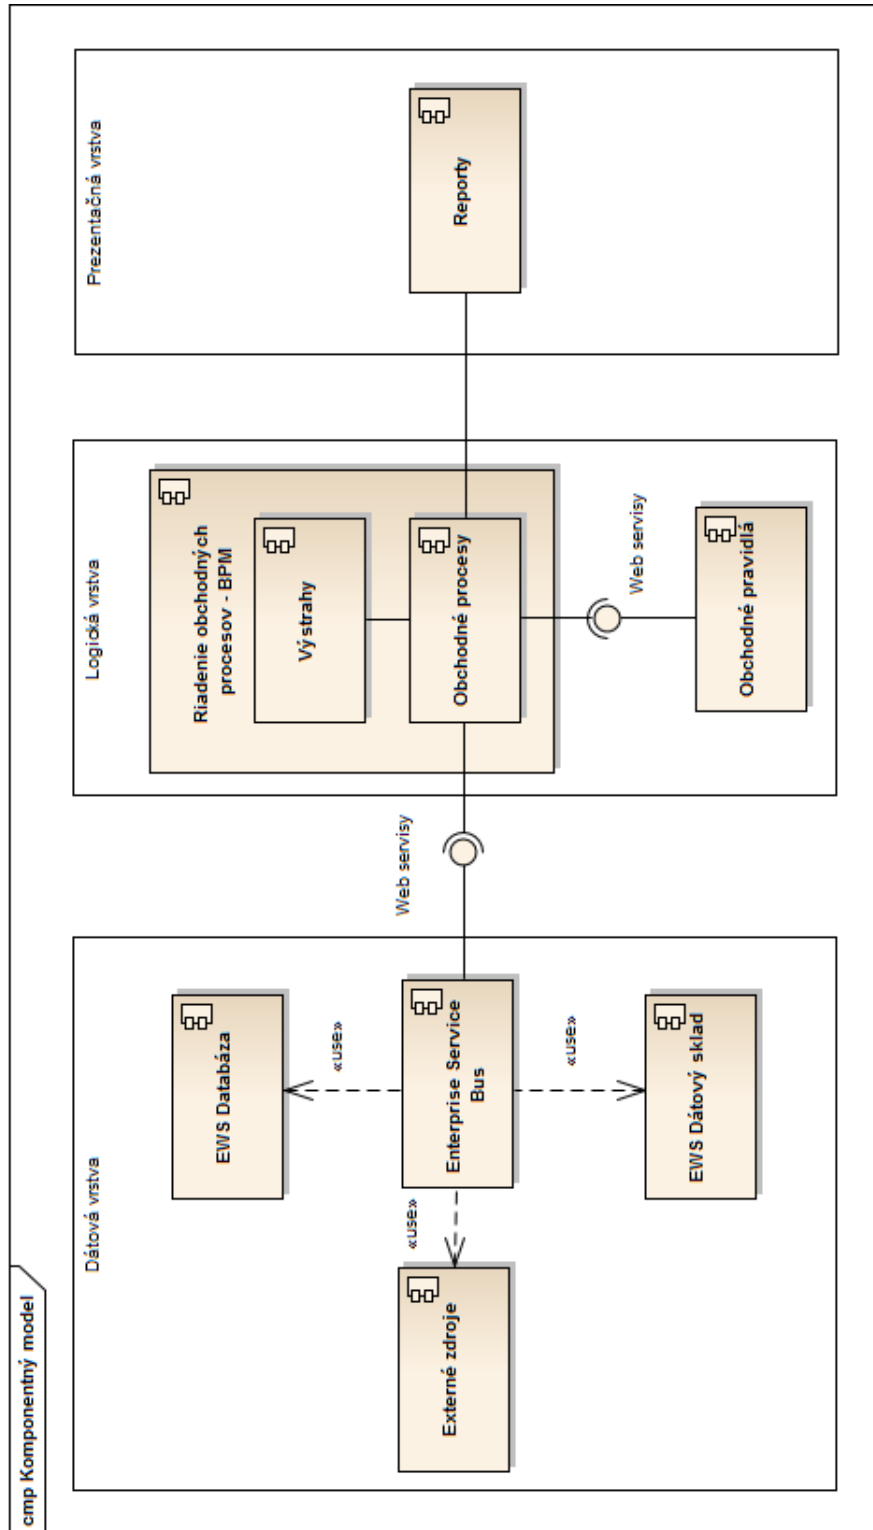 cmp Komponentný model
Dátová vrstva
Logická vrstva
Prezentačná vrstva
EWS Databáza
«use»
Riadenie obchodných
procesov - BPM
Výstrahy
Externé zdroje
«use»
Enterprise Service
Bus
Web servisy
Obchodné procesy
Reporty
«use»
Web servisy
EWS Dátový sklad
Obchodné pravidlá